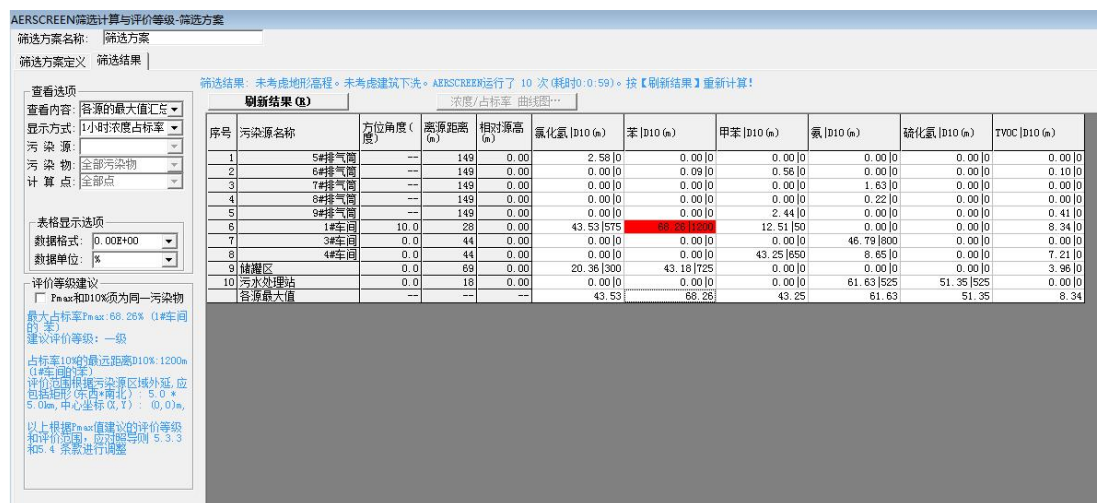 AERSCREEN筛选计算与评价等级-筛选方案
筛选方案名称: 筛选方案
筛选方案定义 筛选结果
筛选结果: 未考虑地形高程。未考虑建筑下洗。AERSCREEN运行了 10 次(耗时0:0:59)。按【刷新结果】重新计算!
查看选项
查看内容: 各源的最大值汇总
显示方式: 1小时浓度占标率
污 染 源:
污 染 物: 全部污染物
计 算 点: 全部点
表格显示选项
数据格式: 0.00E+00
数据单位: %
评价等级建议
Pmax和D10%须为同一污染物
最大占标率Pmax:68.26% (1#车间
的 苯)
建议评价等级: 一级
占标率10%的最远距离D10%:1200m
(1#车间的苯)
评价范围根据污染源区域外延,应
包括矩形(东西*南北): 5.0 *
5.0km,中心坐标(X,Y): (0,0)m,
以上根据Pmax值建议的评价等级
和评价范围,应对照导则 5.3.3
和5.4 条款进行调整
刷新结果(R) 浓度/占标率 曲线图…
序号 污染源名称 方位角度(度) 离源距离(m) 相对源高(m) 氯化氢|D10(m) 苯|D10(m) 甲苯|D10(m) 氨|D10(m) 硫化氢|D10(m) TVOC|D10(m)
1 5#排气筒 -- 149 0.00 2.58|0 0.00|0 0.00|0 0.00|0 0.00|0 0.00|0
2 6#排气筒 -- 149 0.00 0.00|0 0.09|0 0.56|0 0.00|0 0.00|0 0.10|0
3 7#排气筒 -- 149 0.00 0.00|0 0.00|0 0.00|0 1.63|0 0.00|0 0.00|0
4 8#排气筒 -- 149 0.00 0.00|0 0.00|0 0.00|0 0.22|0 0.00|0 0.00|0
5 9#排气筒 -- 149 0.00 0.00|0 0.00|0 2.44|0 0.00|0 0.00|0 0.41|0
6 1#车间 10.0 28 0.00 43.53|575 68.26|1200 12.51|50 0.00|0 0.00|0 8.34|0
7 3#车间 0.0 44 0.00 0.00|0 0.00|0 0.00|0 46.79|800 0.00|0 0.00|0
8 4#车间 0.0 44 0.00 0.00|0 0.00|0 43.25|650 8.65|0 0.00|0 7.21|0
9 储罐区 0.0 69 0.00 20.36|300 43.18|725 0.00|0 0.00|0 0.00|0 3.96|0
10 污水处理站 0.0 18 0.00 0.00|0 0.00|0 0.00|0 61.63|525 51.35|525 0.00|0
各源最大值 -- -- -- 43.53 68.26 43.25 61.63 51.35 8.34